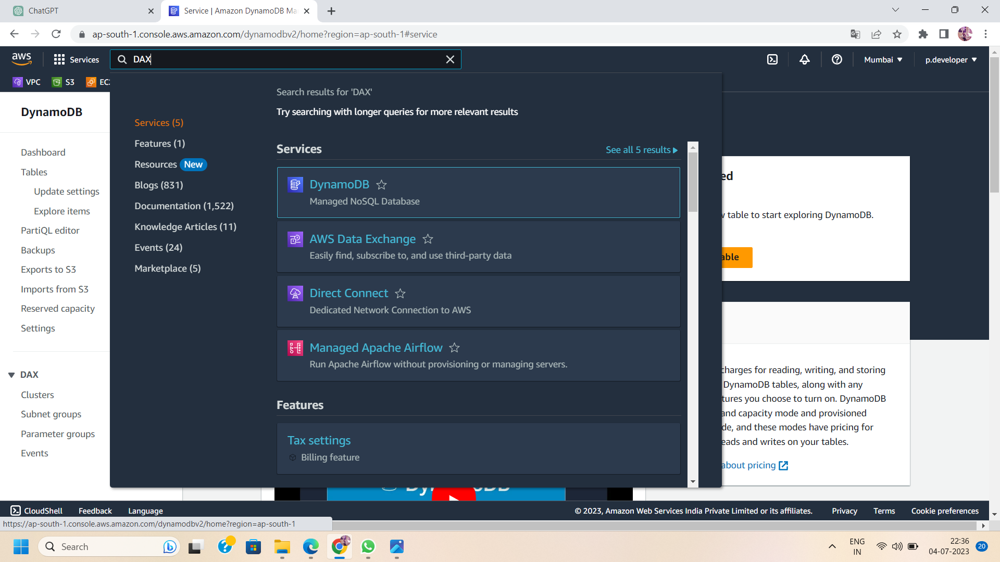 ChatGPT
Service | Amazon DynamoDB Ma
ap-south-1.console.aws.amazon.com/dynamodbv2/home?region=ap-south-1#service
aws
Services
DAX
Mumbai
p.developer
VPC
S3
EC2
DynamoDB
Dashboard
Tables
Update settings
Explore items
PartiQL editor
Backups
Exports to S3
Imports from S3
Reserved capacity
Settings
DAX
Clusters
Subnet groups
Parameter groups
Events
Services (5)
Features (1)
Resources New
Blogs (831)
Documentation (1,522)
Knowledge Articles (11)
Events (24)
Marketplace (5)
Search results for 'DAX'
Try searching with longer queries for more relevant results
Services
See all 5 results
DynamoDB
Managed NoSQL Database
AWS Data Exchange
Easily find, subscribe to, and use third-party data
Direct Connect
Dedicated Network Connection to AWS
Managed Apache Airflow
Run Apache Airflow without provisioning or managing servers.
Features
Tax settings
Billing feature
ed
w table to start exploring DynamoDB.
able
charges for reading, writing, and storing
DynamoDB tables, along with any
tures you choose to turn on. DynamoDB
and capacity mode and provisioned
de, and these modes have pricing for
eads and writes on your tables.
about pricing
DynamoDB
CloudShell
Feedback
Language
© 2023, Amazon Web Services India Private Limited or its affiliates.
Privacy
Terms
Cookie preferences
https://ap-south-1.console.aws.amazon.com/dynamodbv2/home?region=ap-south-1
Search
ENG
IN
22:36
04-07-2023
20